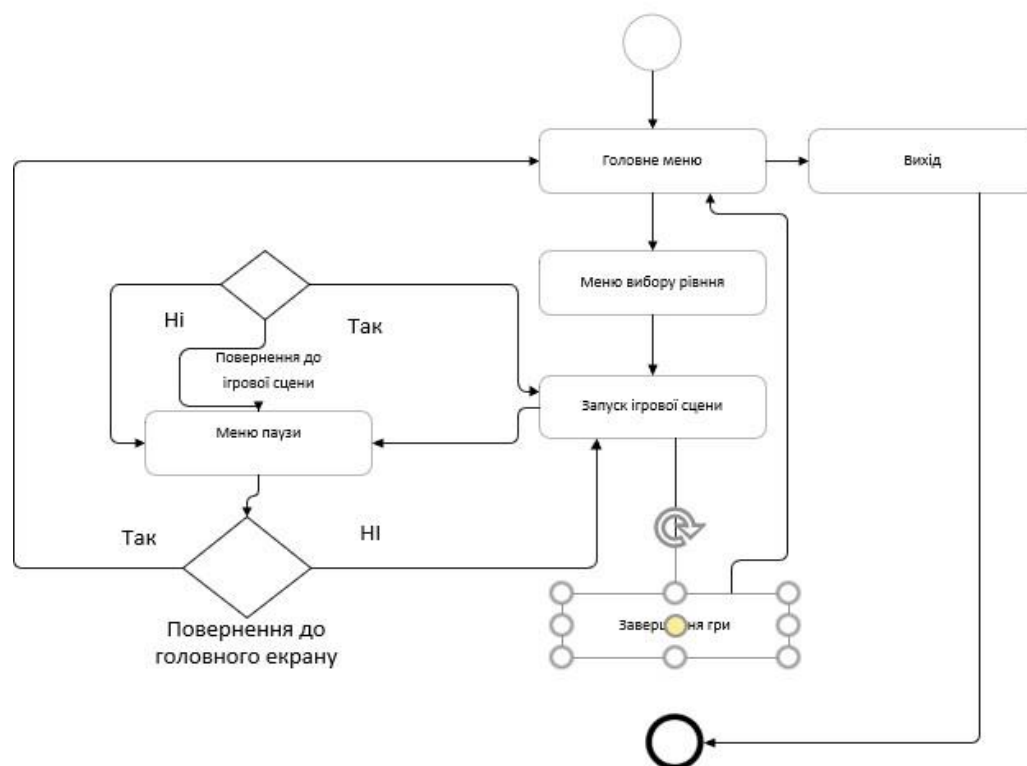 Головне меню
Вихід
Меню вибору рівння
Ні
Так
Повернення до
ігрової сцени
Запуск ігрової сцени
Меню паузи
Так
НІ
гри
Повернення до
головного екрану